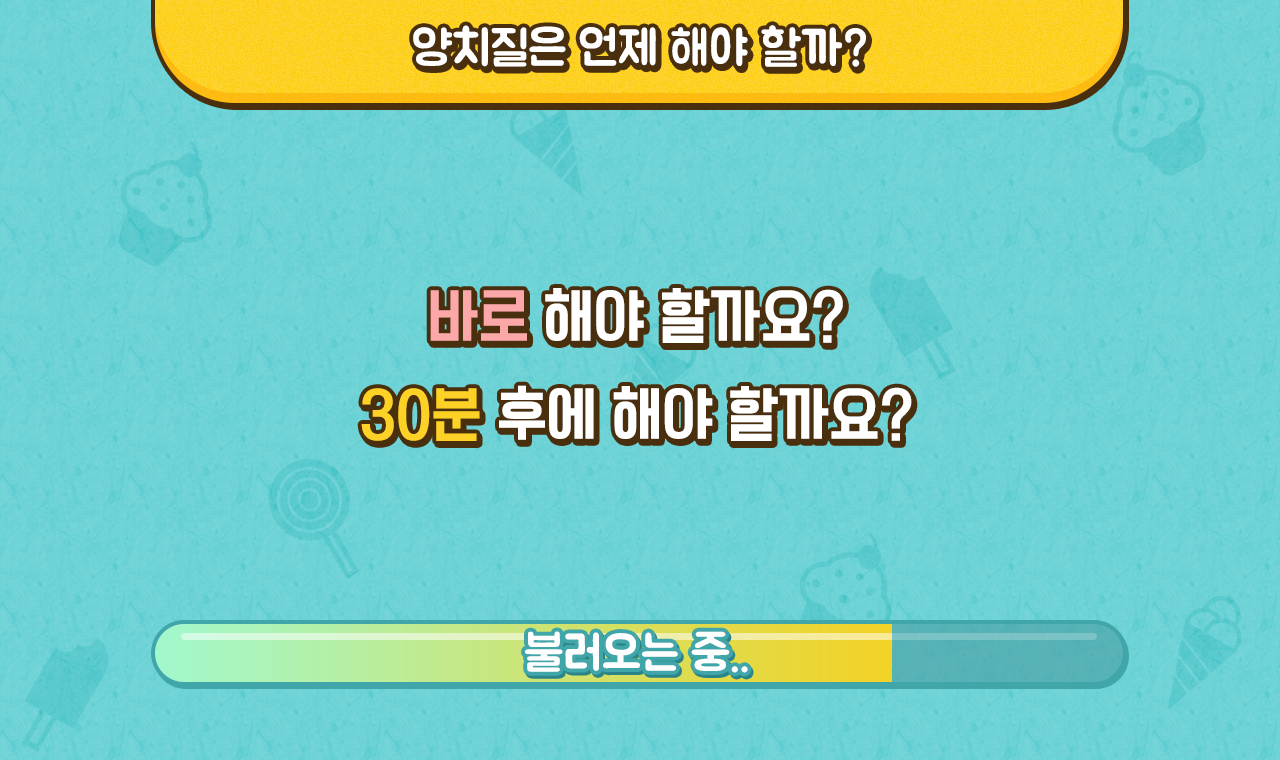 양치질은 언제 해야 할까?
바로 해야 할까요?
30분 후에 해야 할까요?
불러오는 중..